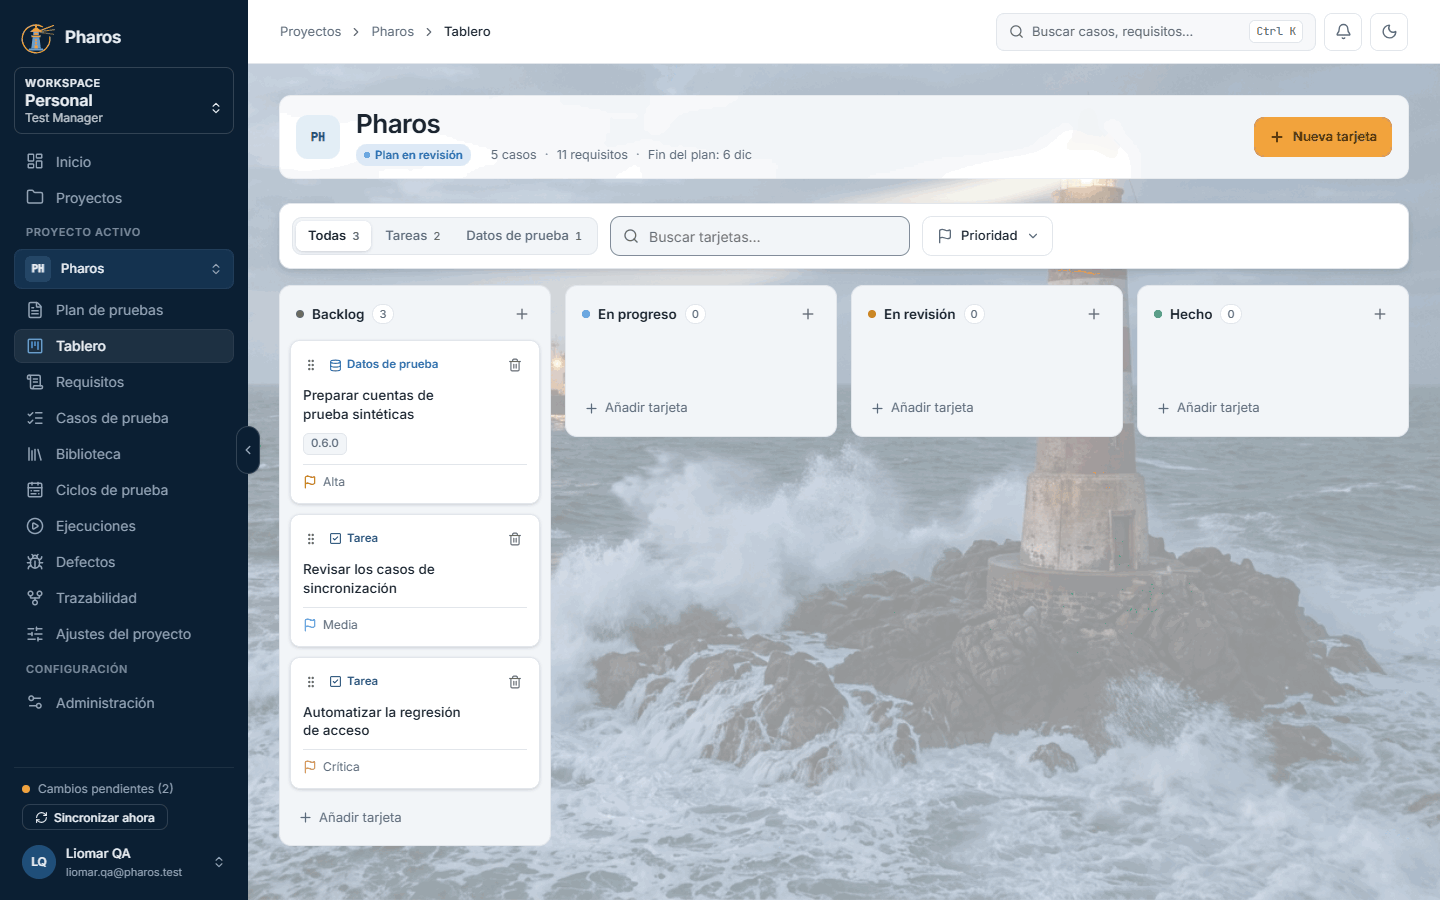 Pharos
WORKSPACE
Personal
Test Manager
Inicio
Proyectos
PROYECTO ACTIVO
PH Pharos
Plan de pruebas
Tablero
Requisitos
Casos de prueba
Biblioteca
Ciclos de prueba
Ejecuciones
Defectos
Trazabilidad
Ajustes del proyecto
CONFIGURACIÓN
Administración
Cambios pendientes (2)
Sincronizar ahora
LQ
Liomar QA
liomar.qa@pharos.test
Proyectos > Pharos > Tablero
Buscar casos, requisitos... Ctrl K
PH
Pharos
Plan en revisión 5 casos · 11 requisitos · Fin del plan: 6 dic
+ Nueva tarjeta
Todas 3 Tareas 2 Datos de prueba 1
Buscar tarjetas...
Prioridad
Backlog 3 +
Datos de prueba
Preparar cuentas de
prueba sintéticas
0.6.0
Alta
Tarea
Revisar los casos de
sincronización
Media
Tarea
Automatizar la regresión
de acceso
Crítica
+ Añadir tarjeta
En progreso 0 +
+ Añadir tarjeta
En revisión 0 +
+ Añadir tarjeta
Hecho 0 +
+ Añadir tarjeta